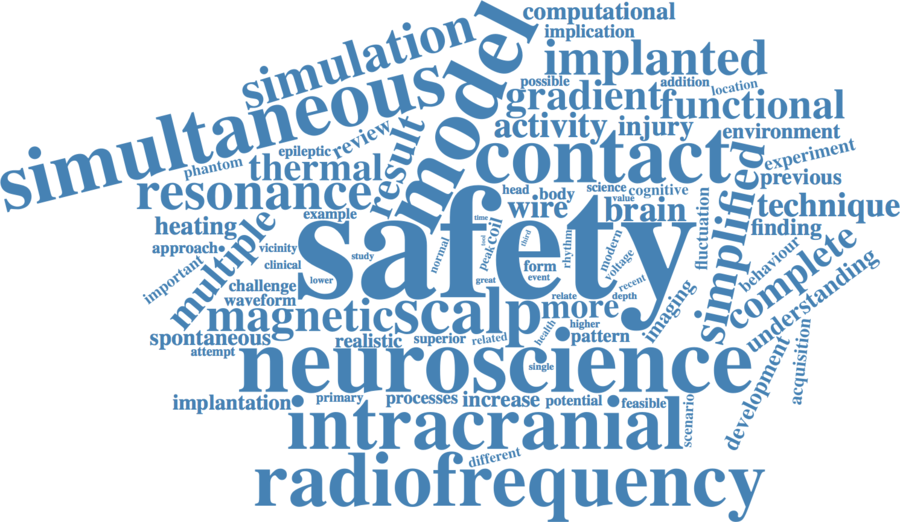 computational
implication
simulation
model
implanted
simultaneous
possible
addition
location
gradient
functional
activity
injury
environment
epileptic
review
result
phantom
thermal
contact
simplified
experiment
previous
resonance
head
body
science
cognitive
value
wire
brain
fluctuation
technique
example
heating
multiple
safety
time
coil
finding
approach
vicinity
study
normal
lead
peak
third
rhythm
modern
voltage
behaviour
complete
important
clinical
lower
form
event
great
recent
understanding
challenge
waveform
relate
depth
imaging
magnetic
scalp
more
spontaneous
realistic
superior
related
health
higher
pattern
attempt
neuroscience
single
development
acquisition
implantation
primary
processes
increase
potential
feasible
scenario
intracranial
different
radiofrequency